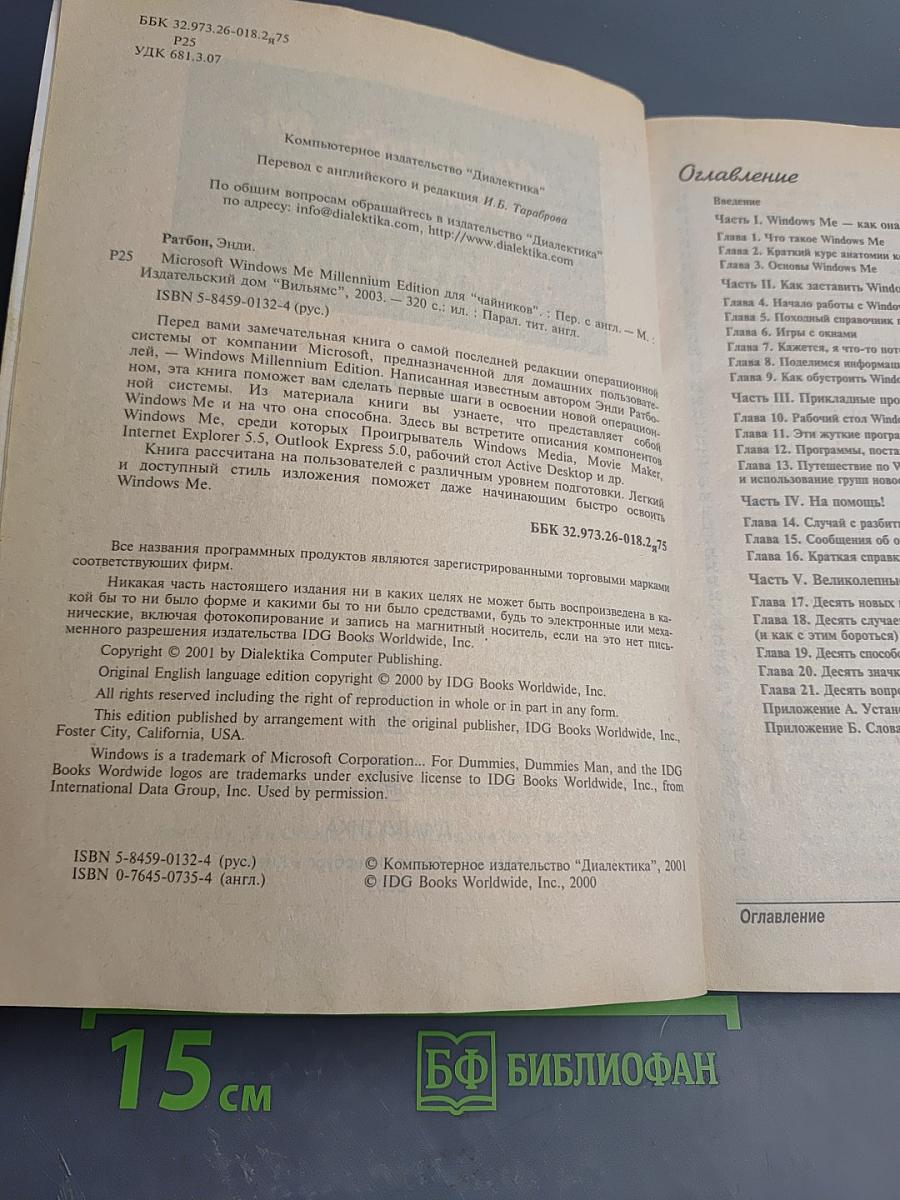 ББК 32.973.26-018.2я75
Р25
УДК 681.3.07
Компьютерное издательство "Диалектика"
Перевод с английского и редакция И.Б. Тараброва
По общим вопросам обращайтесь в издательство "Диалектика"
по адресу: info@dialektika.com, http://www.dialektika.com
Ратбон, Энди.
Р25 Microsoft Windows Me Millennium Edition для "чайников". : Пер. с англ. — М. :
Издательский дом "Вильямс", 2003. — 320 с.: ил. : Парал. тит. англ.
ISBN 5-8459-0132-4 (рус.)
Перед вами замечательная книга о самой последней редакции операционной
системы от компании Microsoft, предназначенной для домашних пользовате-
лей, — Windows Millennium Edition. Написанная известным автором Энди Ратбо-
ном, эта книга поможет вам сделать первые шаги в освоении новой операцион-
ной системы. Из материала книги вы узнаете, что представляет собой
Windows Me и на что она способна. Здесь вы встретите описания компонентов
Windows Me, среди которых Проигрыватель Windows Media, Movie Maker,
Internet Explorer 5.5, Outlook Express 5.0, рабочий стол Active Desktop и др.
Книга рассчитана на пользователей с различным уровнем подготовки. Легкий
и доступный стиль изложения поможет даже начинающим быстро освоить
Windows Me.
ББК 32.973.26-018.2я75
Все названия программных продуктов являются зарегистрированными торговыми марками
соответствующих фирм.
Никакая часть настоящего издания ни в каких целях не может быть воспроизведена в ка-
кой бы то ни было форме и какими бы то ни было средствами, будь то электронные или меха-
нические, включая фотокопирование и запись на магнитный носитель, если на это нет пись-
менного разрешения издательства IDG Books Worldwide, Inc.
Copyright © 2001 by Dialektika Computer Publishing.
Original English language edition copyright © 2000 by IDG Books Worldwide, Inc.
All rights reserved including the right of reproduction in whole or in part in any form.
This edition published by arrangement with the original publisher, IDG Books Worldwide, Inc.,
Foster City, California, USA.
Windows is a trademark of Microsoft Corporation... For Dummies, Dummies Man, and the IDG
Books Wordwide logos are trademarks under exclusive license to IDG Books Worldwide, Inc., from
International Data Group, Inc. Used by permission.
ISBN 5-8459-0132-4 (рус.)
ISBN 0-7645-0735-4 (англ.)
© Компьютерное издательство "Диалектика", 2001
© IDG Books Worldwide, Inc., 2000
Оглавление
Введение
Часть I. Windows Me — как она
Глава 1. Что такое Windows Me
Глава 2. Краткий курс анатомии
Глава 3. Основы Windows Me
Часть II. Как заставить
Глава 4. Начало работы с
Глава 5. Походный справочник
Глава 6. Игры с окнами
Глава 7. Кажется, я что-то
Глава 8. Поделимся
Глава 9. Как обустроить
Часть III. Прикладные
Глава 10. Рабочий стол
Глава 11. Эти жуткие
Глава 12. Программы,
Глава 13. Путешествие по
и использование групп
Часть IV. На помощь!
Глава 14. Случай с
Глава 15. Сообщения об
Глава 16. Краткая
Часть V.
Глава 17. Десять новых
Глава 18. Десять
(и как с этим бороться)
Глава 19. Десять
Глава 20. Десять
Глава 21. Десять
Приложение А.
Приложение Б.
Оглавление
15 см
БФ БИБЛИОФАН